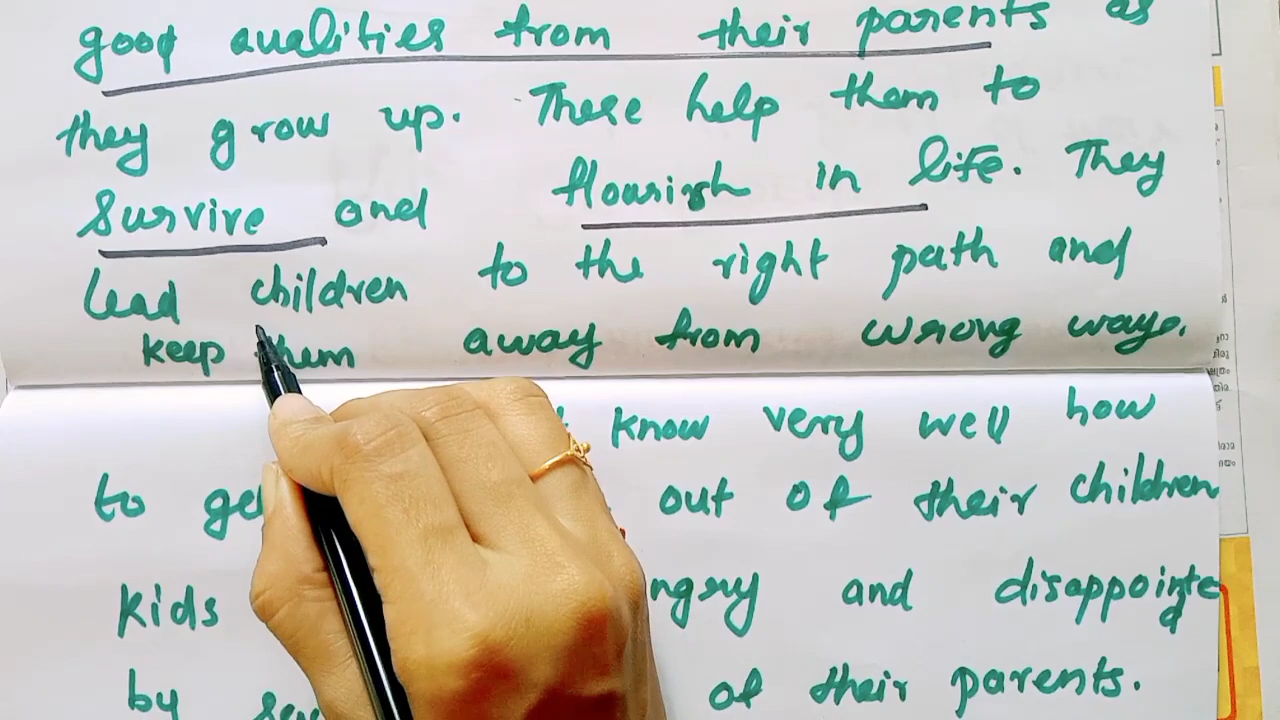 good qualities from their parents as
they grow up. These help them to
survive and flourish in life. They
lead children to the right path and
keep them away from wrong ways.
know very well how
to out of their children
kids and disappointed
by of their parents.